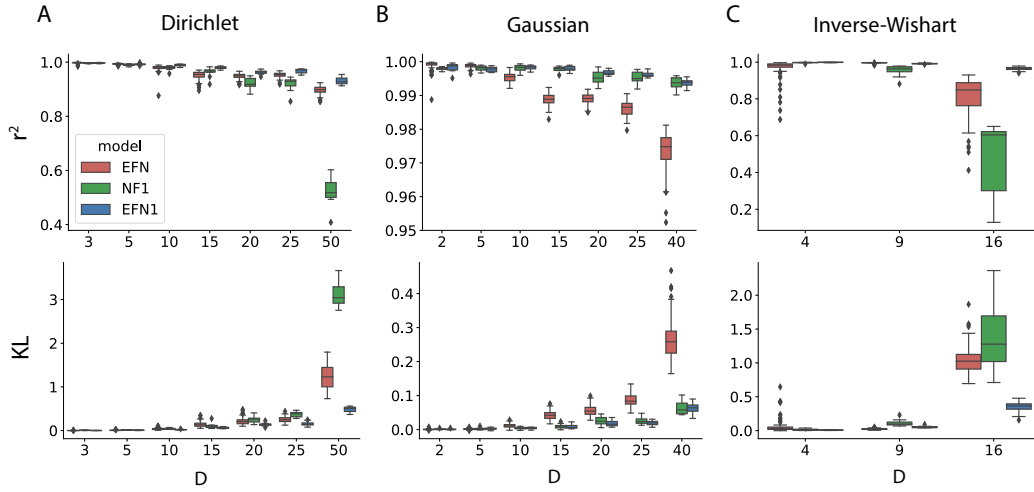 A Dirichlet
B Gaussian
C Inverse-Wishart
1.0
0.8
0.6
0.4
r²
model
EFN
NF1
EFN1
3 5 10 15 20 25 50
1.00
0.99
0.98
0.97
0.96
0.95
2 5 10 15 20 25 40
1.0
0.8
0.6
0.4
0.2
4 9 16
3
2
1
0
KL
3 5 10 15 20 25 50
D
0.4
0.3
0.2
0.1
0.0
2 5 10 15 20 25 40
D
2.0
1.5
1.0
0.5
0.0
4 9 16
D